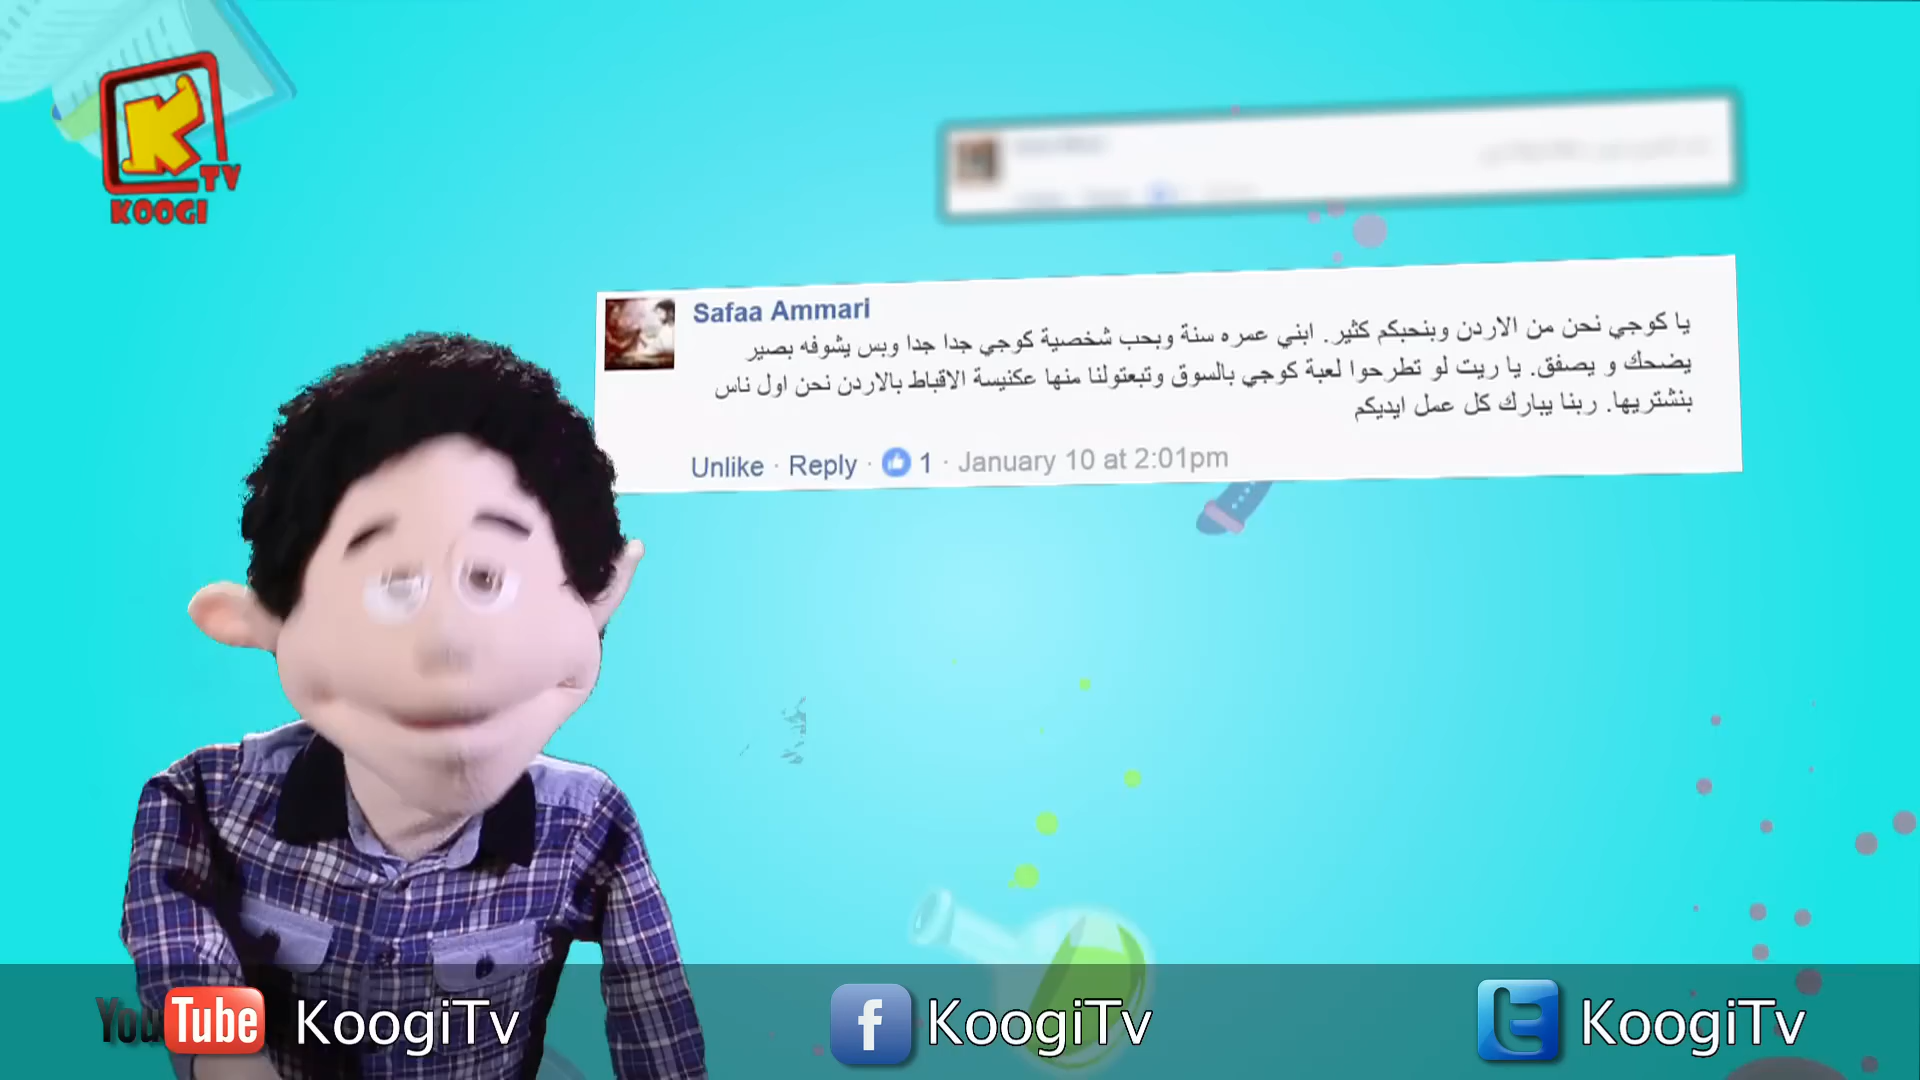 K
TV
KOOGI
Safaa Ammari
يا كوجي نحن من الاردن وبنحبكم كثير. ابني عمره سنة وبحب شخصية كوجي جدا جدا وبس يشوفه بصير
يضحك و يصفق. يا ريت لو تطرحوا لعبة كوجي بالسوق وتبعتولنا منها عكنيسة الاقباط بالاردن نحن اول ناس
بنشتريها. ربنا يبارك كل عمل ايديكم
Unlike · Reply · 1 · January 10 at 2:01pm
YouTube KoogiTv
f KoogiTv
t KoogiTv